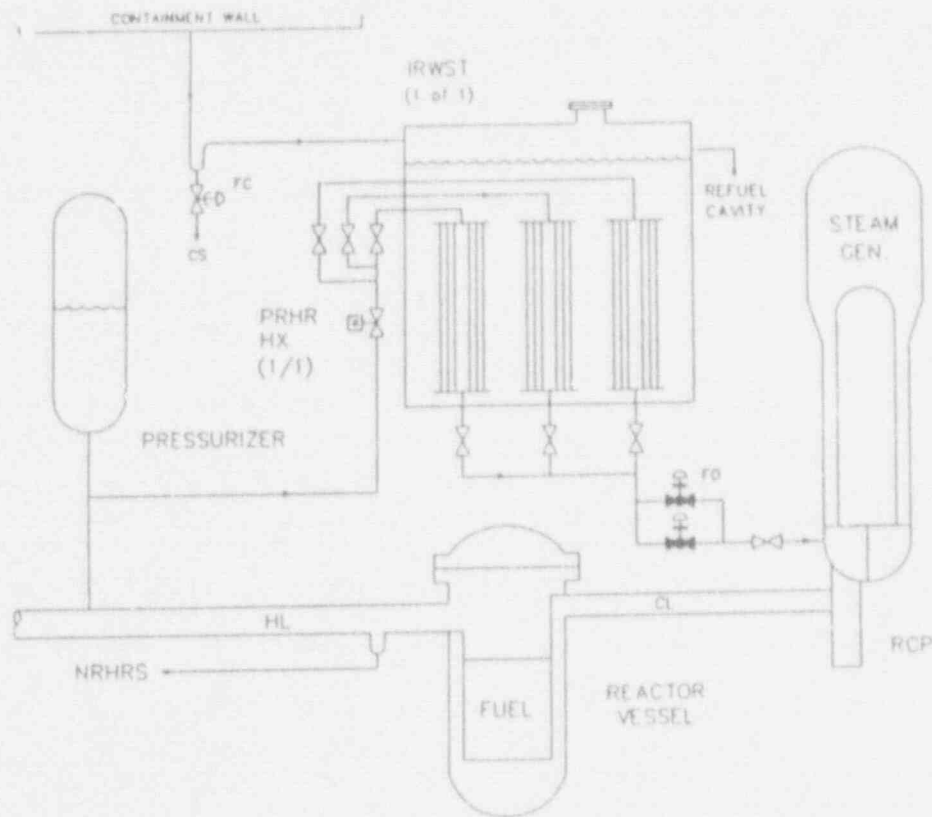 CONTAINMENT WALL
IRWST
(1 of 1)
FC
CS
REFUEL
CAVITY
STEAM
GEN.
PRHR
HX
(1/1)
PRESSURIZER
FO
HL
CL
RCP
NRHRS
FUEL
REACTOR
VESSEL